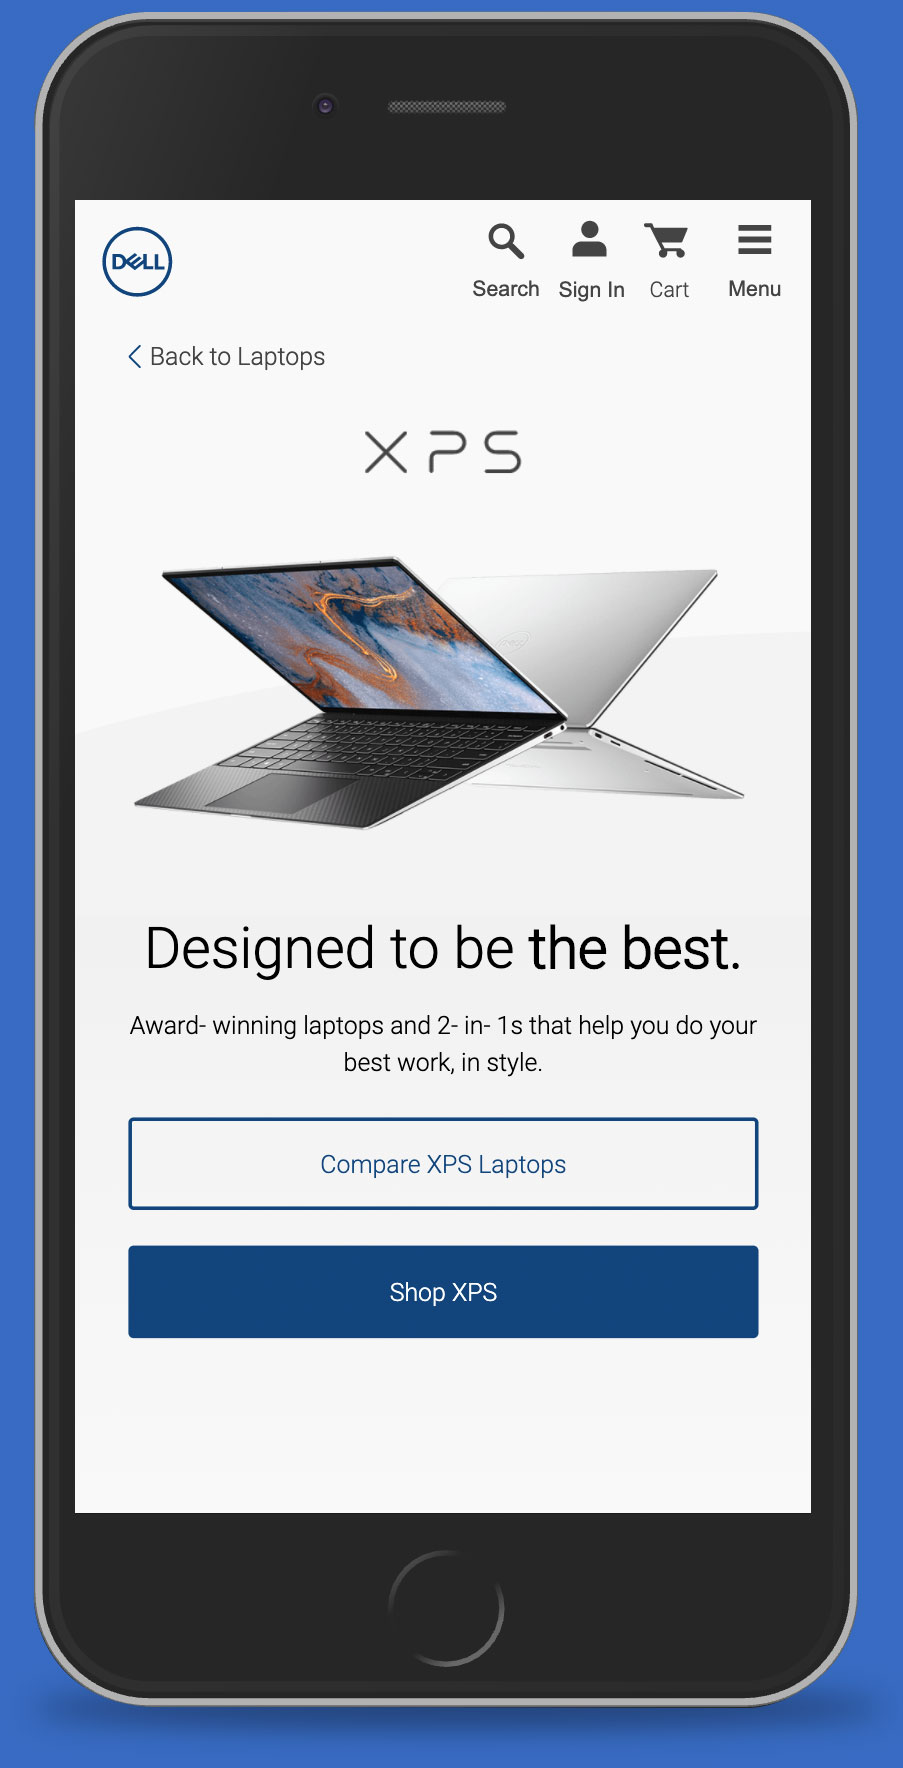 DELL
Search Sign In Cart Menu
Back to Laptops
XPS
Designed to be the best.
Award- winning laptops and 2- in- 1s that help you do your
best work, in style.
Compare XPS Laptops
Shop XPS